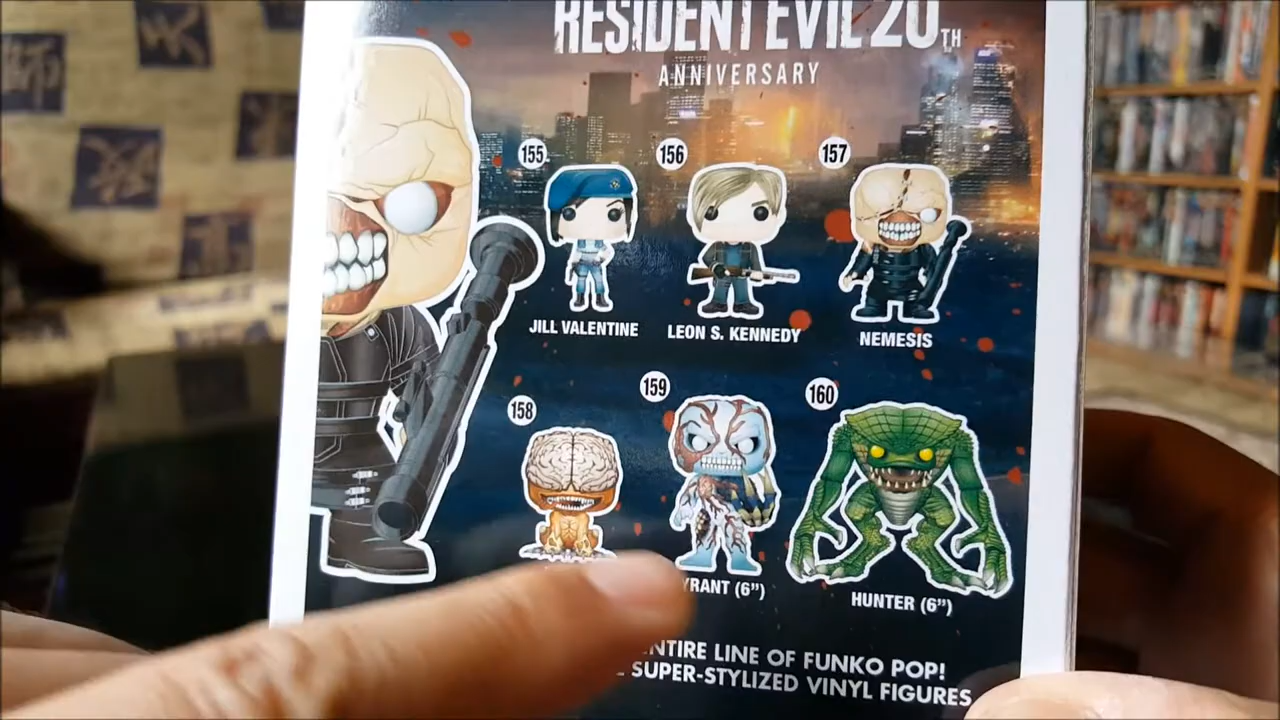 RESIDENT EVIL 20TH
ANNIVERSARY
155
156
157
JILL VALENTINE
LEON S. KENNEDY
NEMESIS
158
159
160
YRANT (6")
HUNTER (6")
NTIRE LINE OF FUNKO POP!
SUPER-STYLIZED VINYL FIGURES